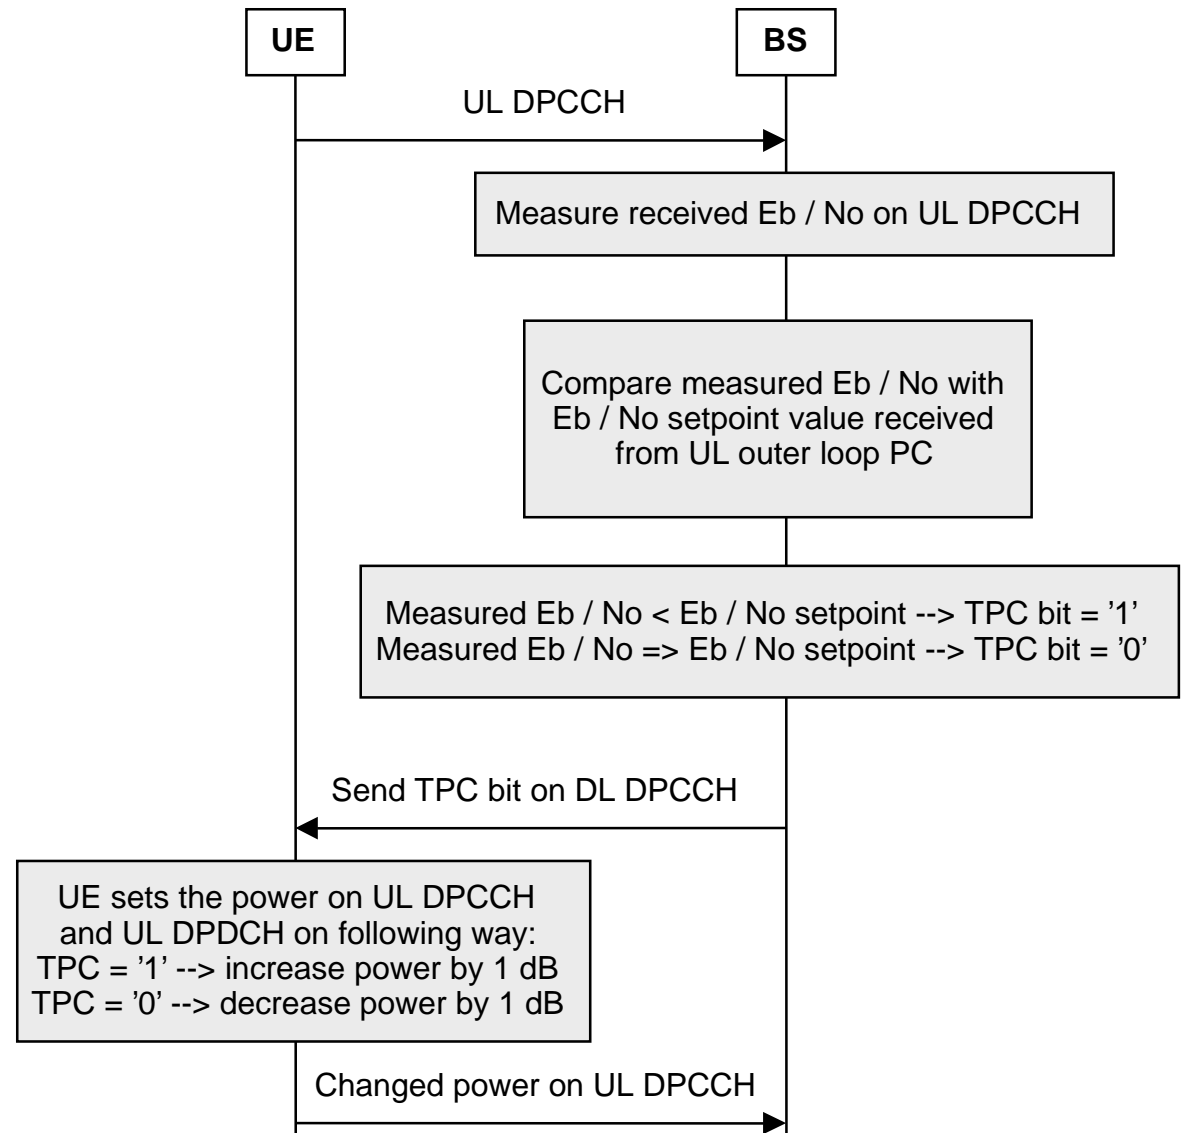 UE
BS
UL DPCCH
Measure received Eb / No on UL DPCCH
Compare measured Eb / No with
Eb / No setpoint value received
from UL outer loop PC
Measured Eb / No < Eb / No setpoint --> TPC bit = ’1’
Measured Eb / No => Eb / No setpoint --> TPC bit = ’0’
Send TPC bit on DL DPCCH
UE sets the power on UL DPCCH
and UL DPDCH on following way:
TPC = ’1’ --> increase power by 1 dB
TPC = ’0’ --> decrease power by 1 dB
Changed power on UL DPCCH